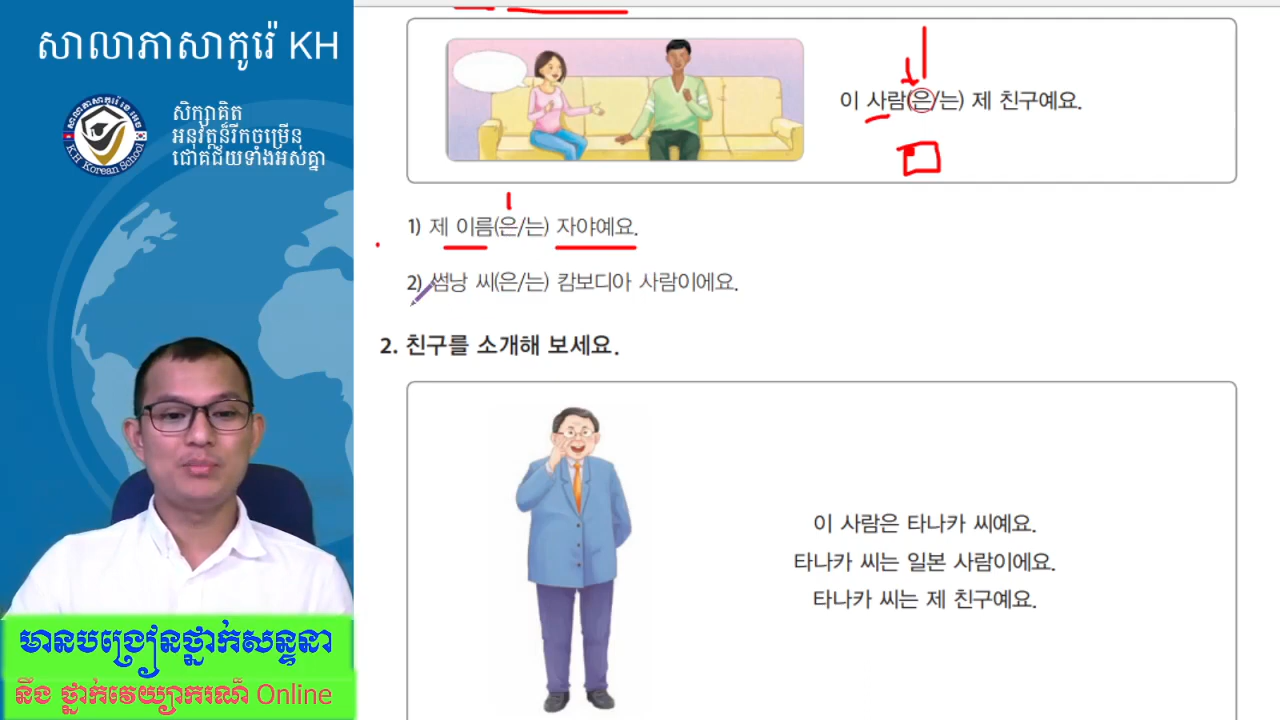 សាលាភាសាកូរ៉េ KH
សិក្សាគិត
អនុវត្តន៍រីកចម្រើន
ជោគជ័យទាំងអស់គ្នា
K.H Korean School
이 사람(은/는) 제 친구예요.
1) 제 이름(은/는) 자야예요.
2) 썸낭 씨(은/는) 캄보디아 사람이에요.
2. 친구를 소개해 보세요.
이 사람은 타나카 씨예요.
타나카 씨는 일본 사람이에요.
타나카 씨는 제 친구예요.
មានបង្រៀនថ្នាក់សន្ទនា
នឹង ថ្នាក់វេយ្យាករណ៍ Online